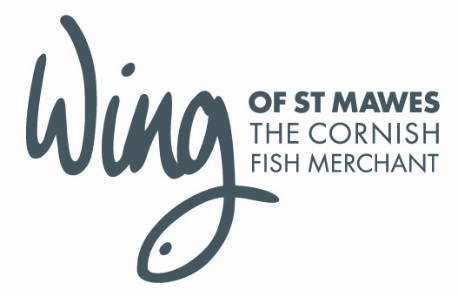 Wing
OF ST MAWES
THE CORNISH
FISH MERCHANT